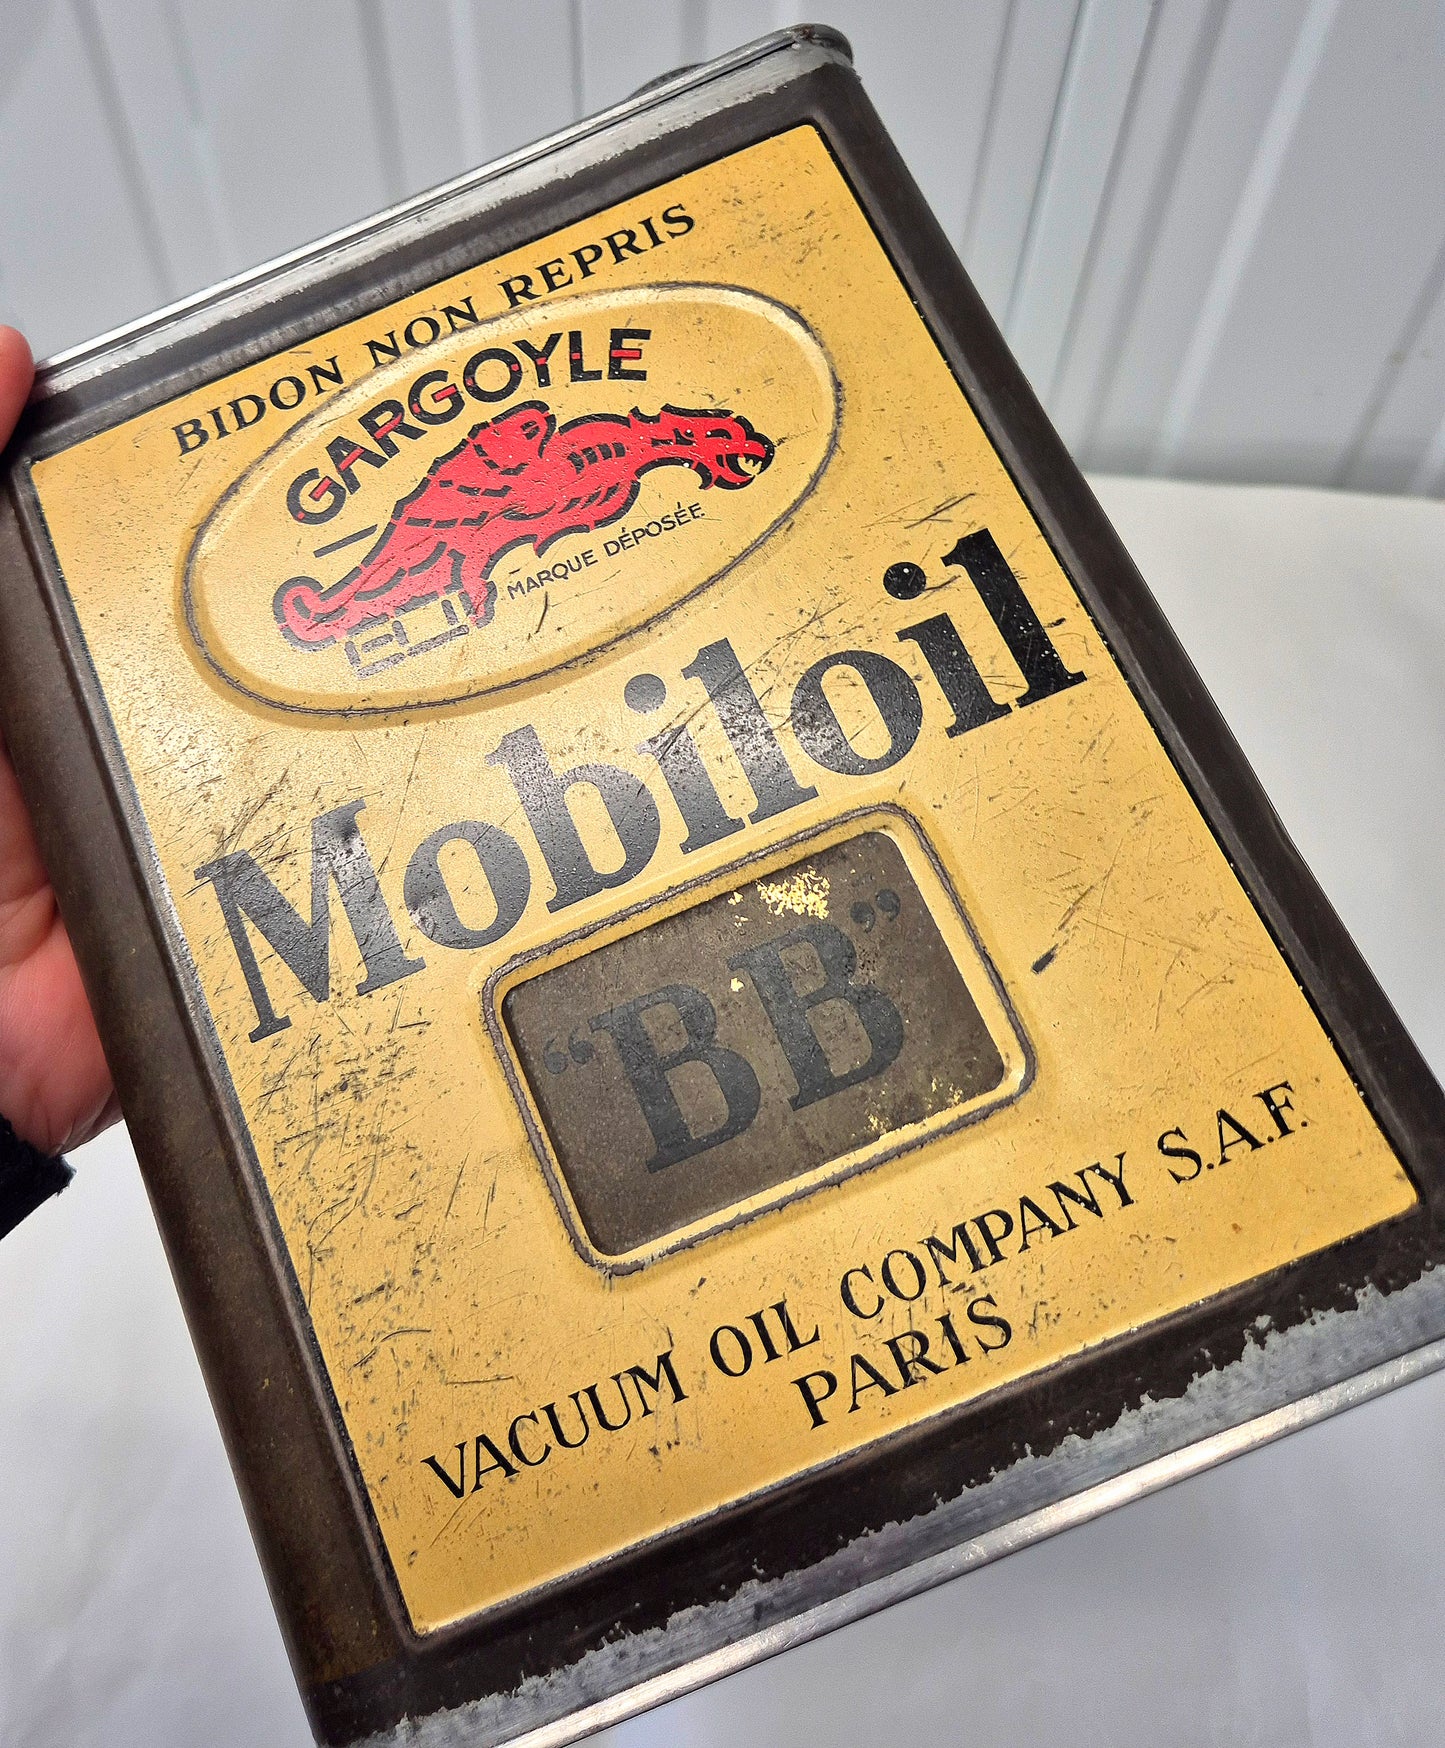 BIDON NON REPRIS
GARGOYLE
MARQUE DÉPOSÉE
Mobiloil
“BB”
VACUUM OIL COMPANY S.A.F.
PARIS